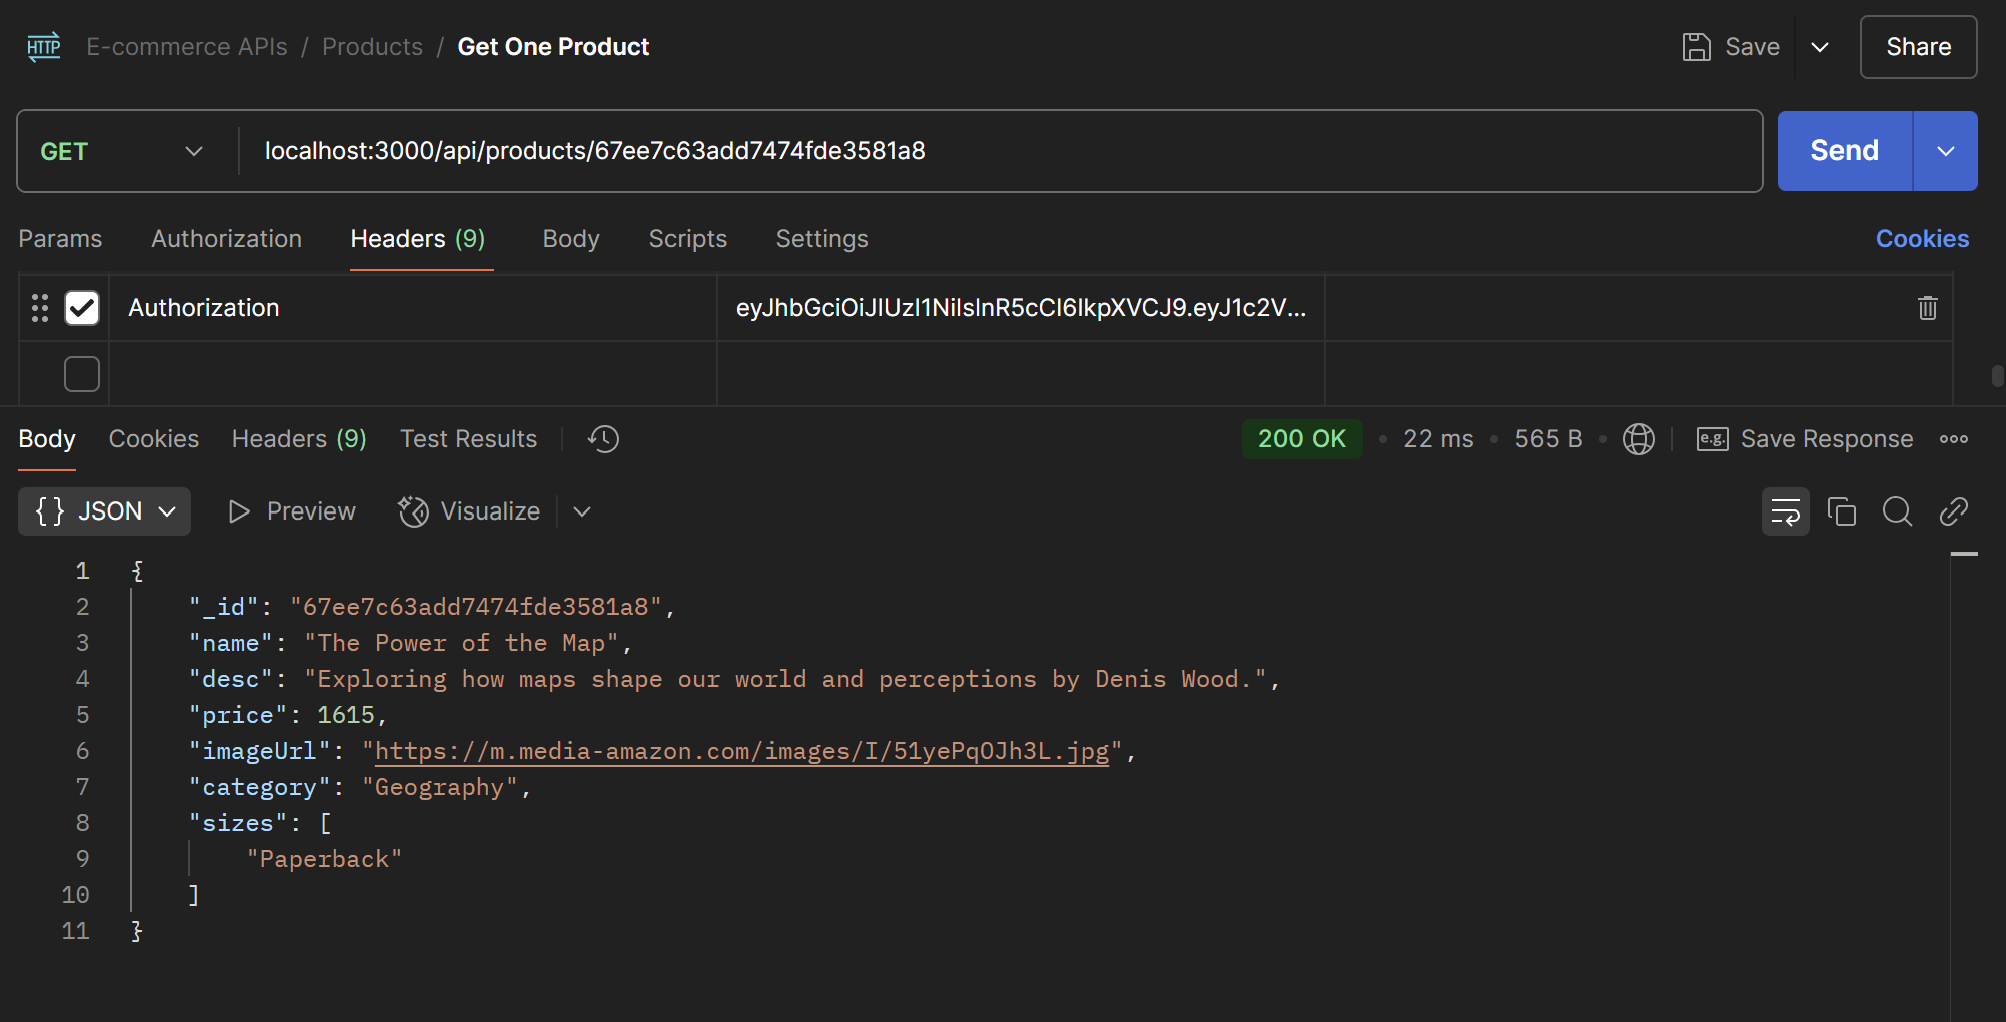 HTTP E-commerce APIs / Products / Get One Product Save Share
GET localhost:3000/api/products/67ee7c63add7474fde3581a8 Send
Params Authorization Headers (9) Body Scripts Settings Cookies
Authorization eyJhbGciOiJIUzI1NiIsInR5cCI6IkpXVCJ9.eyJ1c2V...
Body Cookies Headers (9) Test Results 200 OK • 22 ms • 565 B • e.g. Save Response
{ } JSON Preview Visualize
1 {
2 "_id": "67ee7c63add7474fde3581a8",
3 "name": "The Power of the Map",
4 "desc": "Exploring how maps shape our world and perceptions by Denis Wood.",
5 "price": 1615,
6 "imageUrl": "https://m.media-amazon.com/images/I/51yePqOJh3L.jpg",
7 "category": "Geography",
8 "sizes": [
9 "Paperback"
10 ]
11 }